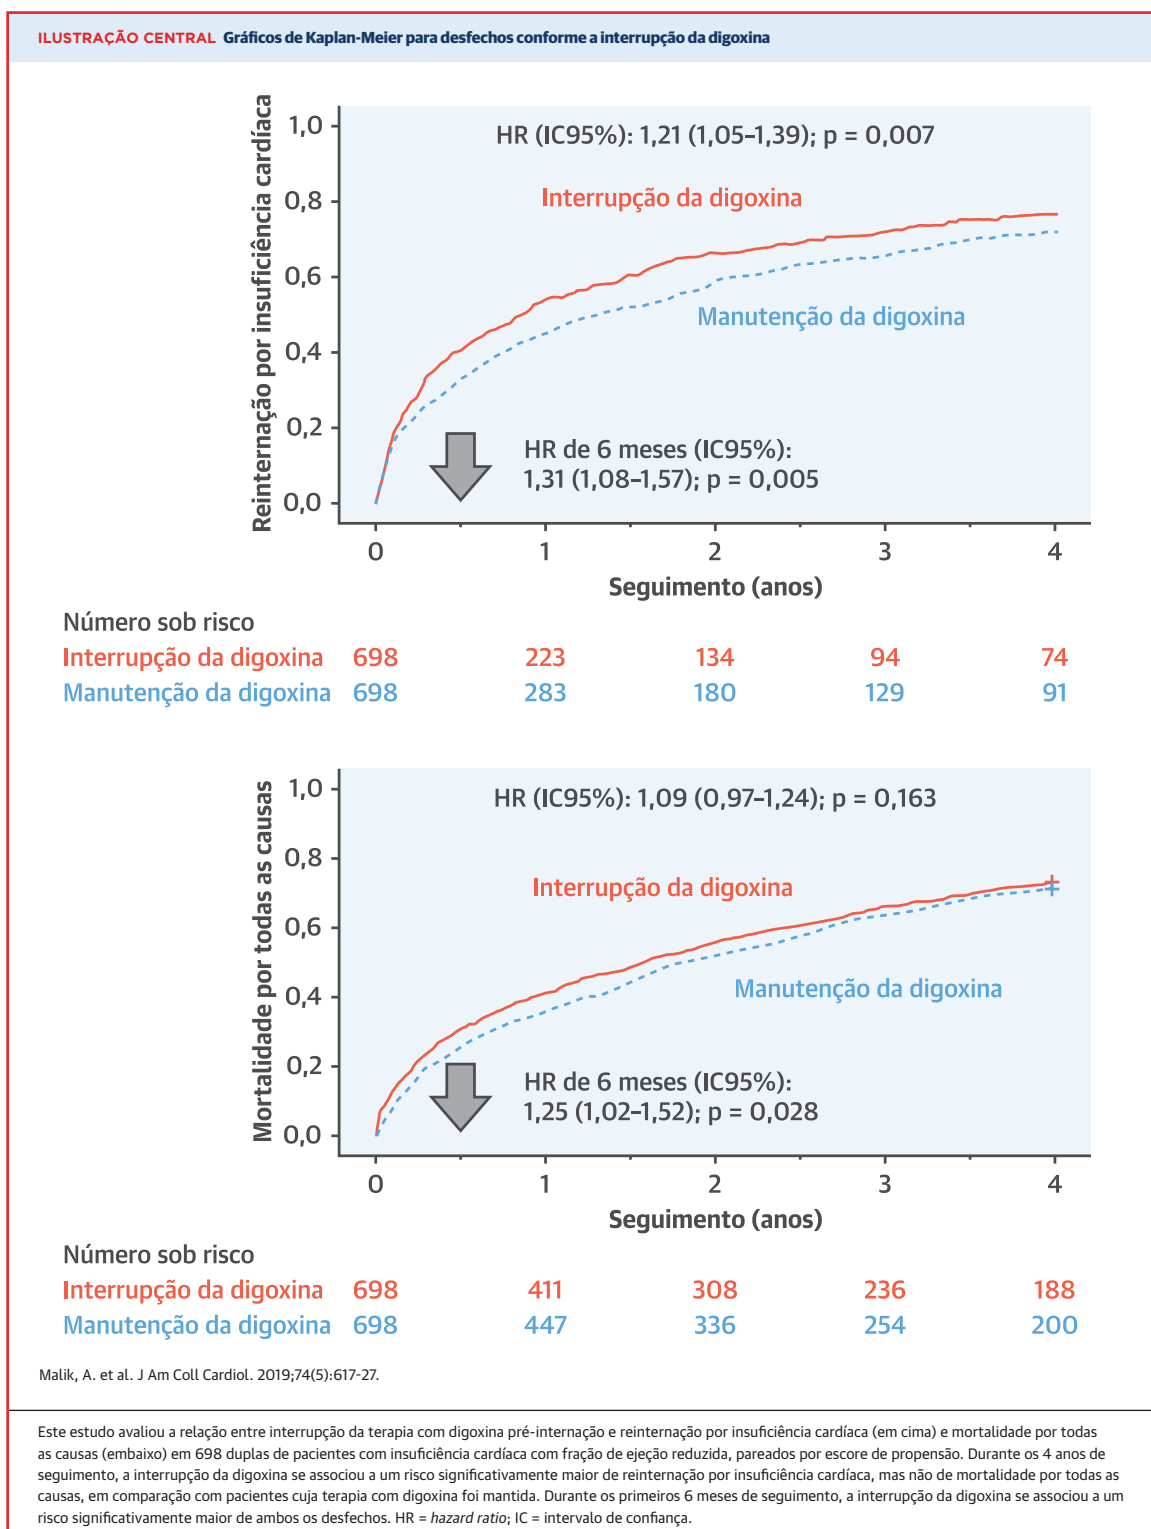 ILUSTRAÇÃO CENTRAL Gráficos de Kaplan-Meier para desfechos conforme a interrupção da digoxina
Reinternação por insuficiência cardíaca
1,0
0,8
0,6
0,4
0,2
0,0
HR (IC95%): 1,21 (1,05–1,39); p = 0,007
Interrupção da digoxina
Manutenção da digoxina
HR de 6 meses (IC95%):
1,31 (1,08–1,57); p = 0,005
0 1 2 3 4
Seguimento (anos)
Número sob risco
Interrupção da digoxina 698 223 134 94 74
Manutenção da digoxina 698 283 180 129 91
Mortalidade por todas as causas
1,0
0,8
0,6
0,4
0,2
0,0
HR (IC95%): 1,09 (0,97–1,24); p = 0,163
Interrupção da digoxina
Manutenção da digoxina
HR de 6 meses (IC95%):
1,25 (1,02–1,52); p = 0,028
0 1 2 3 4
Seguimento (anos)
Número sob risco
Interrupção da digoxina 698 411 308 236 188
Manutenção da digoxina 698 447 336 254 200
Malik, A. et al. J Am Coll Cardiol. 2019;74(5):617-27.
Este estudo avaliou a relação entre interrupção da terapia com digoxina pré-internação e reinternação por insuficiência cardíaca (em cima) e mortalidade por todas
as causas (embaixo) em 698 duplas de pacientes com insuficiência cardíaca com fração de ejeção reduzida, pareados por escore de propensão. Durante os 4 anos de
seguimento, a interrupção da digoxina se associou a um risco significativamente maior de reinternação por insuficiência cardíaca, mas não de mortalidade por todas as
causas, em comparação com pacientes cuja terapia com digoxina foi mantida. Durante os primeiros 6 meses de seguimento, a interrupção da digoxina se associou a um
risco significativamente maior de ambos os desfechos. HR = hazard ratio; IC = intervalo de confiança.